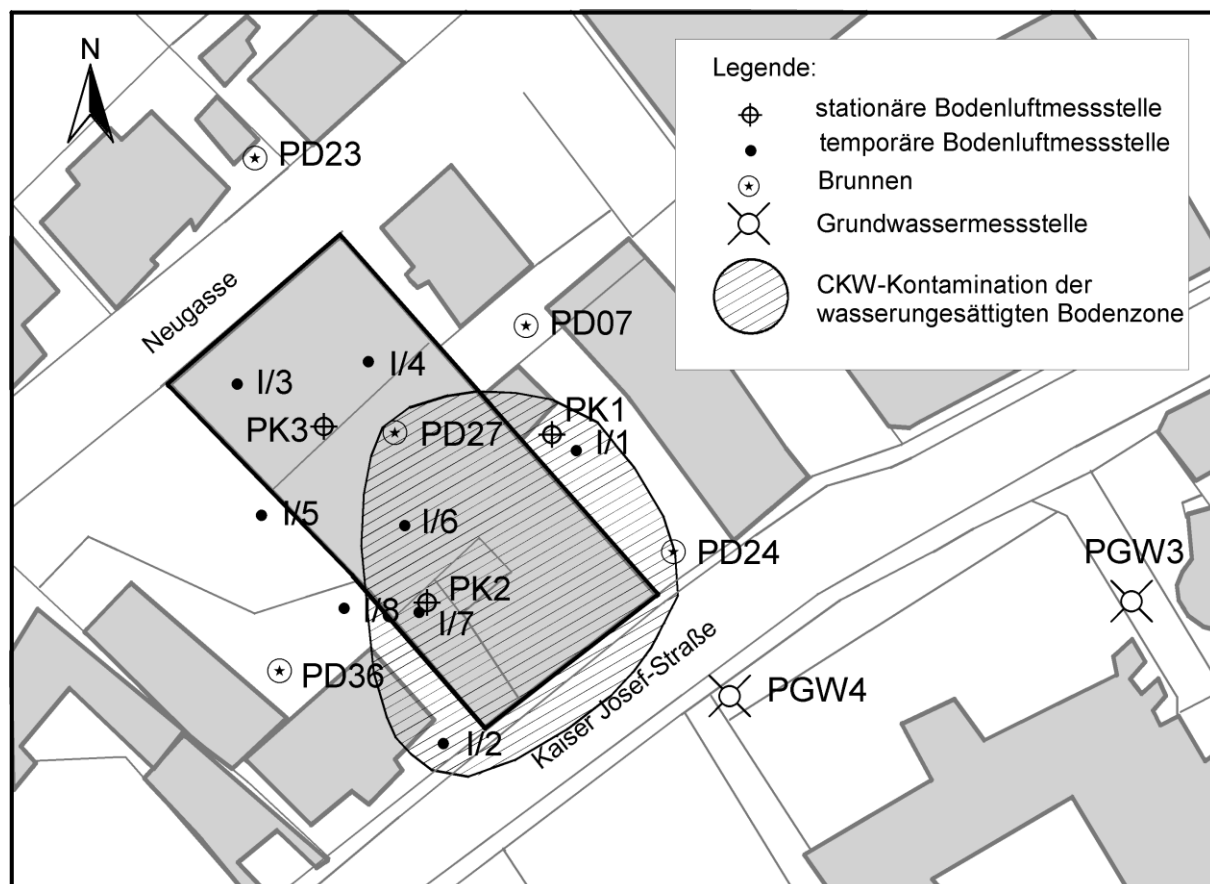 N
Legende:
stationäre Bodenluftmessstelle
temporäre Bodenluftmessstelle
Brunnen
Grundwassermessstelle
CKW-Kontamination der
wasserungesättigten Bodenzone
PD23
Neugasse
PD07
I/4
I/3
PK1
PK3
PD27
I/1
I/5
I/6
PD24
PK2
PGW3
I/8
I/7
PD36
Kaiser Josef-Straße
PGW4
I/2